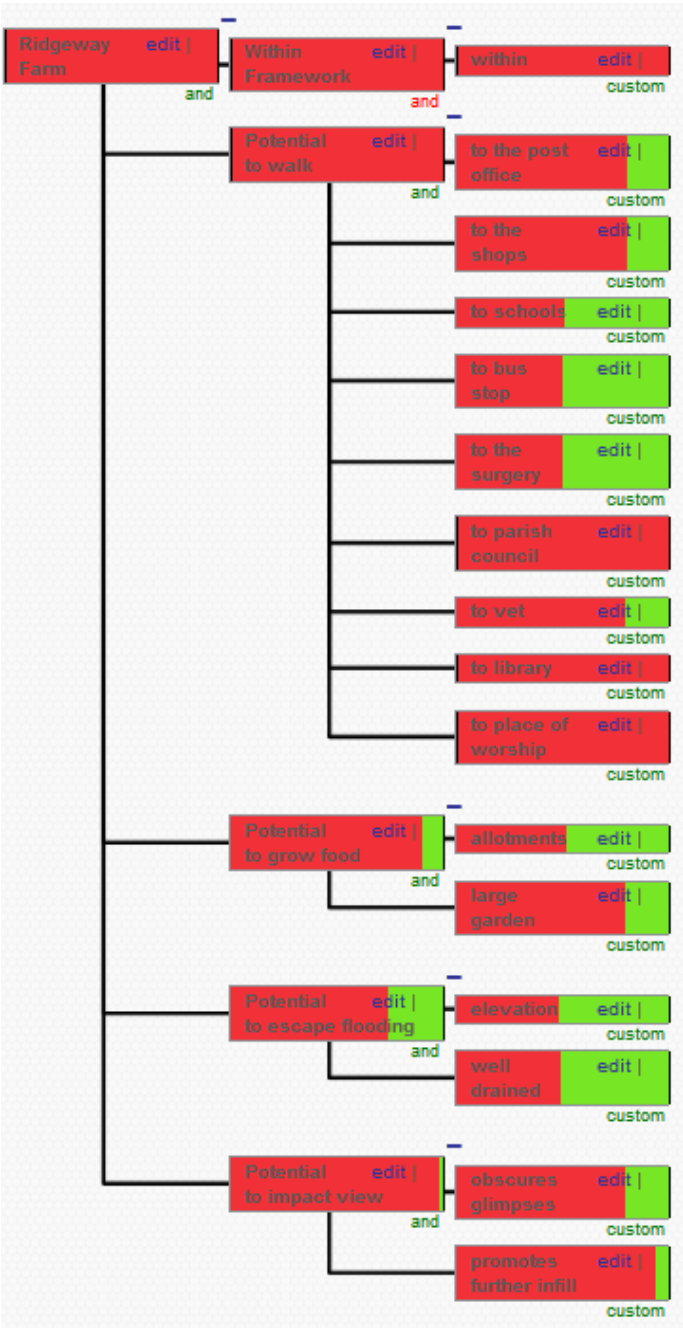 Ridgeway edit |
Farm
and
Within edit |
Framework
and
within edit |
custom
Potential edit |
to walk
and
to the post edit |
office
custom
to the edit |
shops
custom
to schools edit |
custom
to bus edit |
stop
custom
to the edit |
surgery
custom
to parish edit |
council
custom
to vet edit |
custom
to library edit |
custom
to place of edit |
worship
custom
Potential edit |
to grow food
and
allotments edit |
custom
large edit |
garden
custom
Potential edit |
to escape flooding
and
elevation edit |
custom
well edit |
drained
custom
Potential edit |
to impact view
and
obscures edit |
glimpses
custom
promotes edit |
further infill
custom